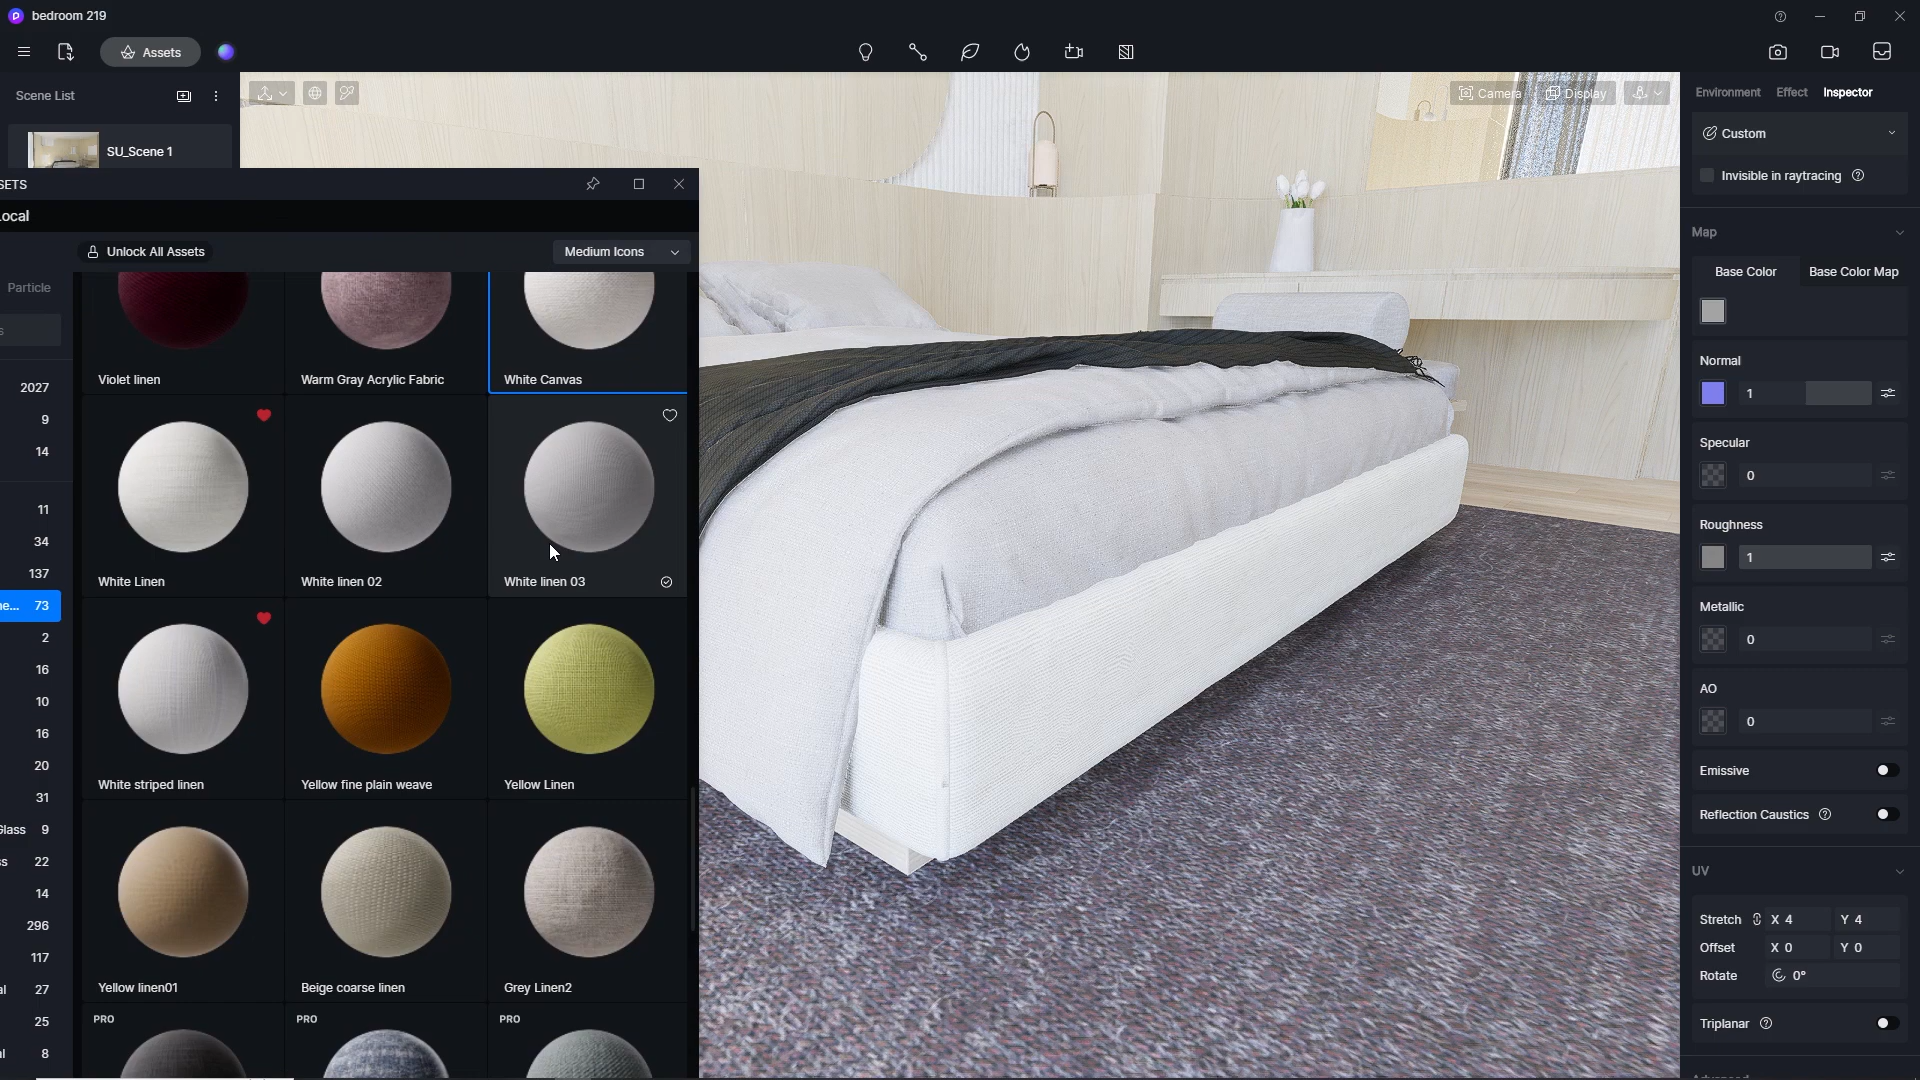 bedroom 219
Assets
Scene List
SU_Scene 1
SETS
Local
Unlock All Assets
Medium Icons
Particle
s
2027
9
14
11
34
137
ne... 73
2
16
10
16
20
31
Glass 9
s 22
14
296
117
al 27
25
l 8
Violet linen
Warm Gray Acrylic Fabric
White Canvas
White Linen
White linen 02
White linen 03
White striped linen
Yellow fine plain weave
Yellow Linen
Yellow linen01
Beige coarse linen
Grey Linen2
PRO
PRO
PRO
Camera
Display
Environment
Effect
Inspector
Custom
Invisible in raytracing
Map
Base Color
Base Color Map
Normal
1
Specular
0
Roughness
1
Metallic
0
AO
0
Emissive
Reflection Caustics
UV
Stretch X 4 Y 4
Offset X 0 Y 0
Rotate 0°
Triplanar